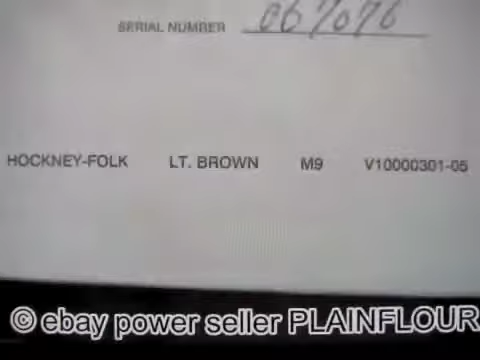 SERIAL NUMBER 067076
HOCKNEY-FOLK LT. BROWN M9 V10000301-05
© ebay power seller PLAINFLOUR